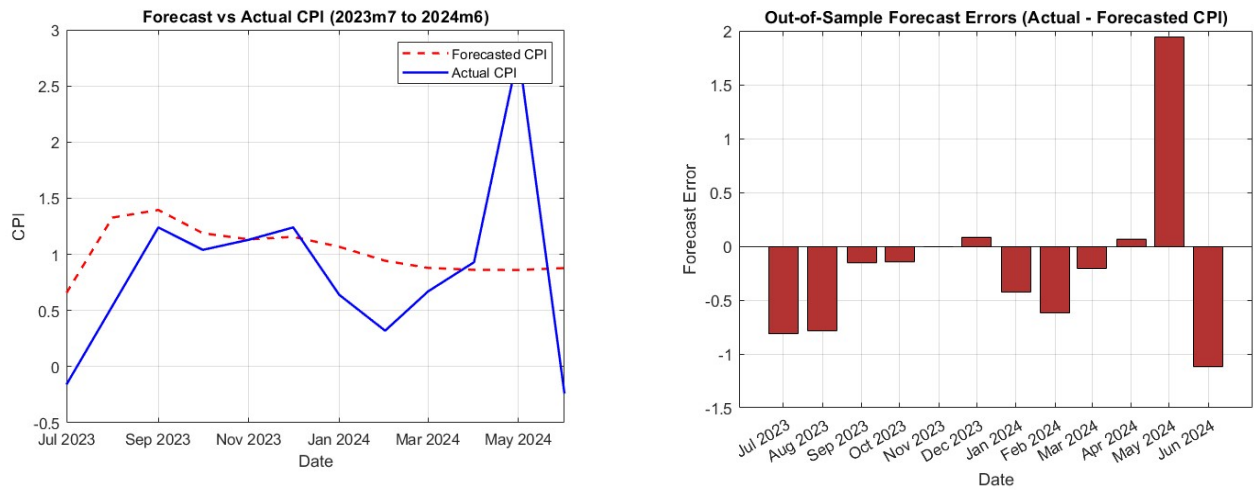 Forecast vs Actual CPI (2023m7 to 2024m6)
Forecasted CPI
Actual CPI
CPI
3
2.5
2
1.5
1
0.5
0
-0.5
Jul 2023 Sep 2023 Nov 2023 Jan 2024 Mar 2024 May 2024
Date
Out-of-Sample Forecast Errors (Actual - Forecasted CPI)
Forecast Error
2
1.5
1
0.5
0
-0.5
-1
-1.5
Jul 2023 Aug 2023 Sep 2023 Oct 2023 Nov 2023 Dec 2023 Jan 2024 Feb 2024 Mar 2024 Apr 2024 May 2024 Jun 2024
Date